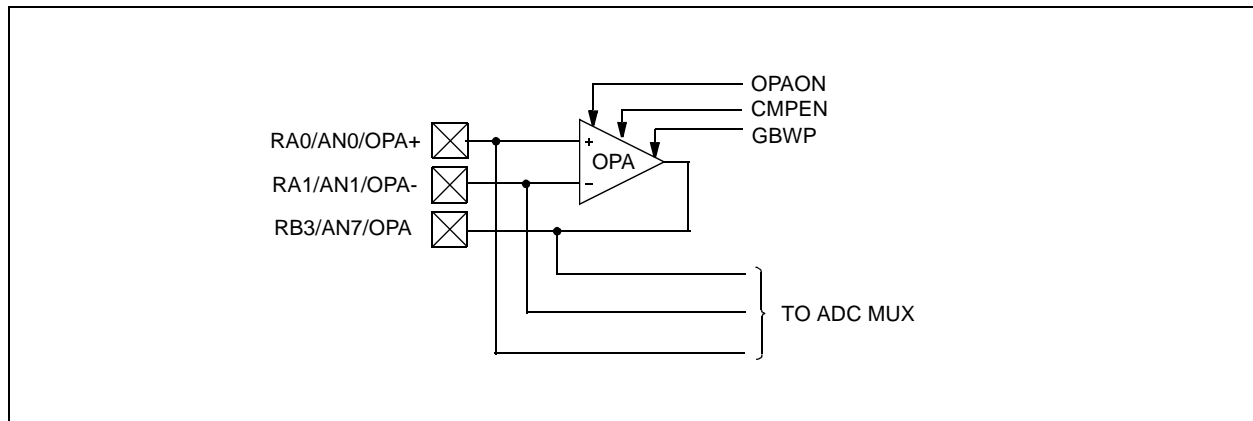 OPAON
CMPEN
GBWP
RA0/AN0/OPA+
RA1/AN1/OPA-
RB3/AN7/OPA
+
OPA
–
TO ADC MUX